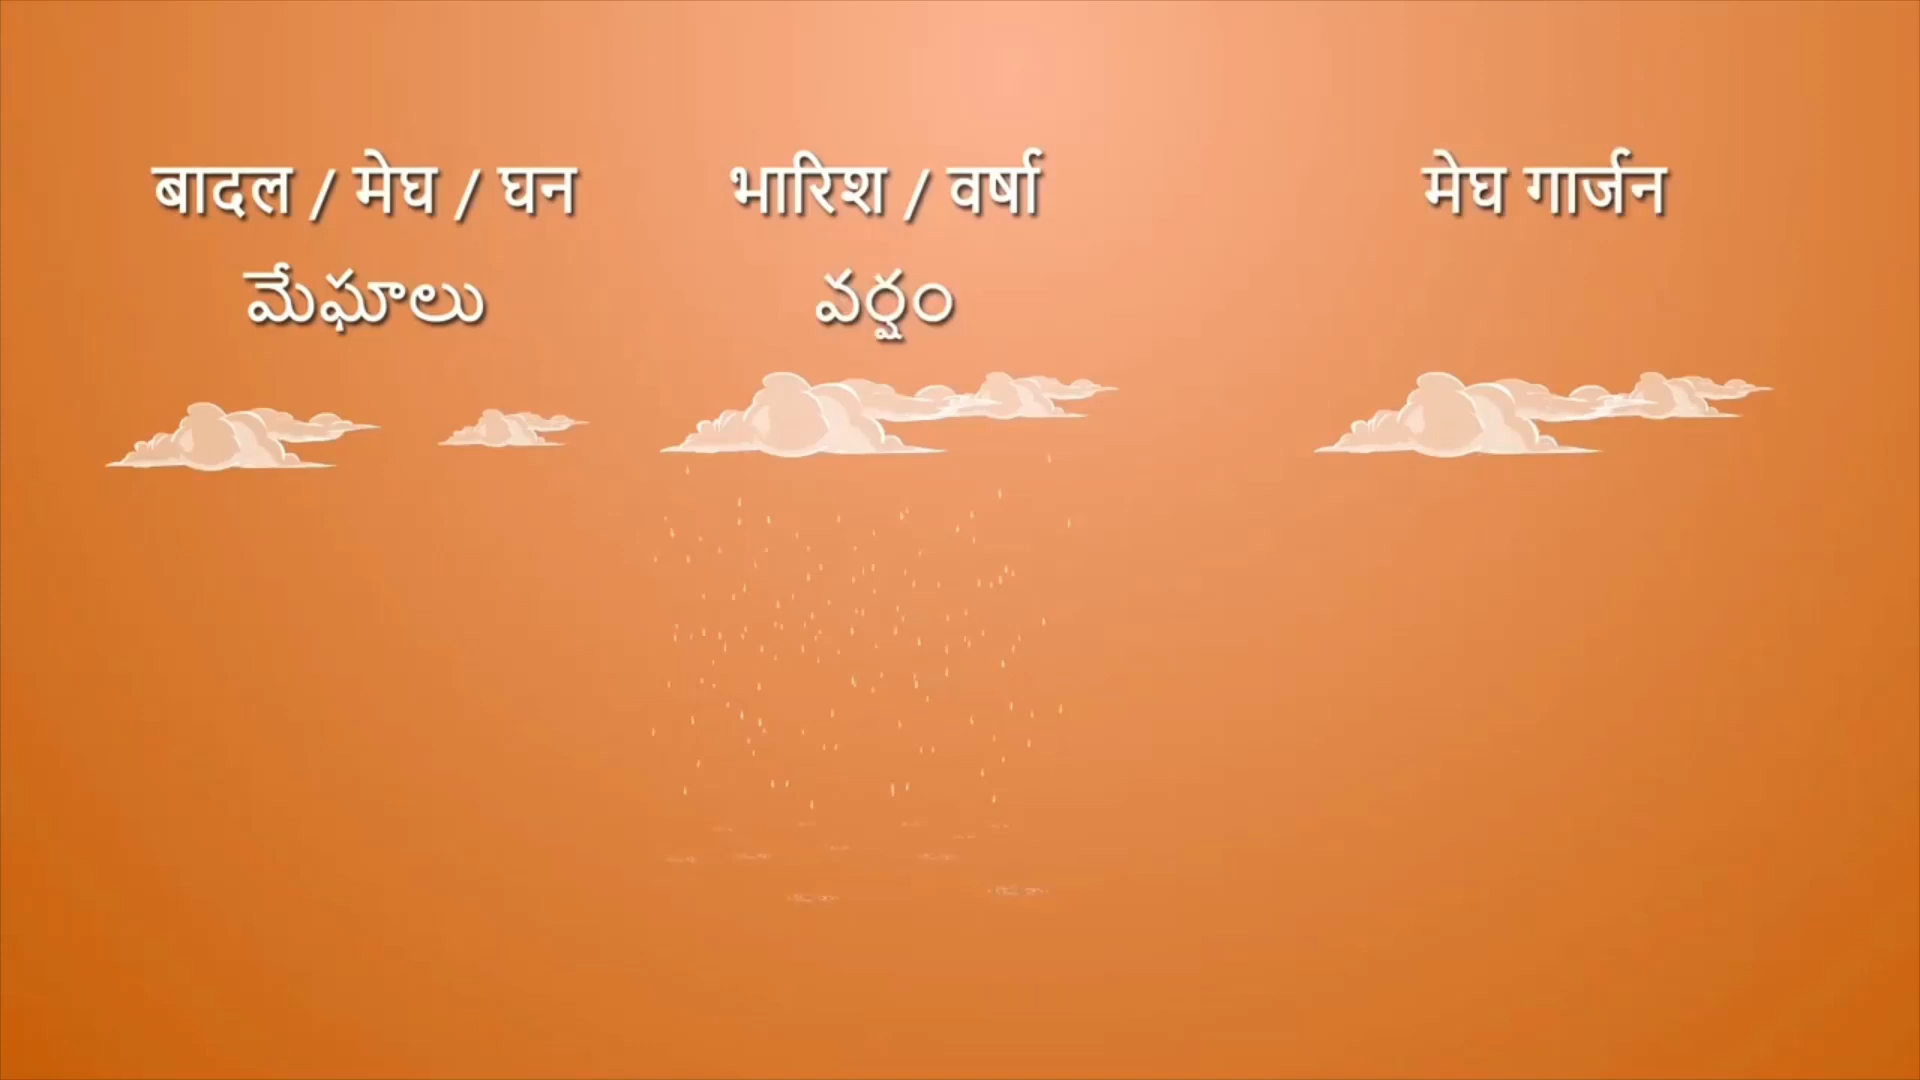 बादल / मेघ / घन
మేఘాలు
भारिश / वर्षा
వర్షం
मेघ गार्जन